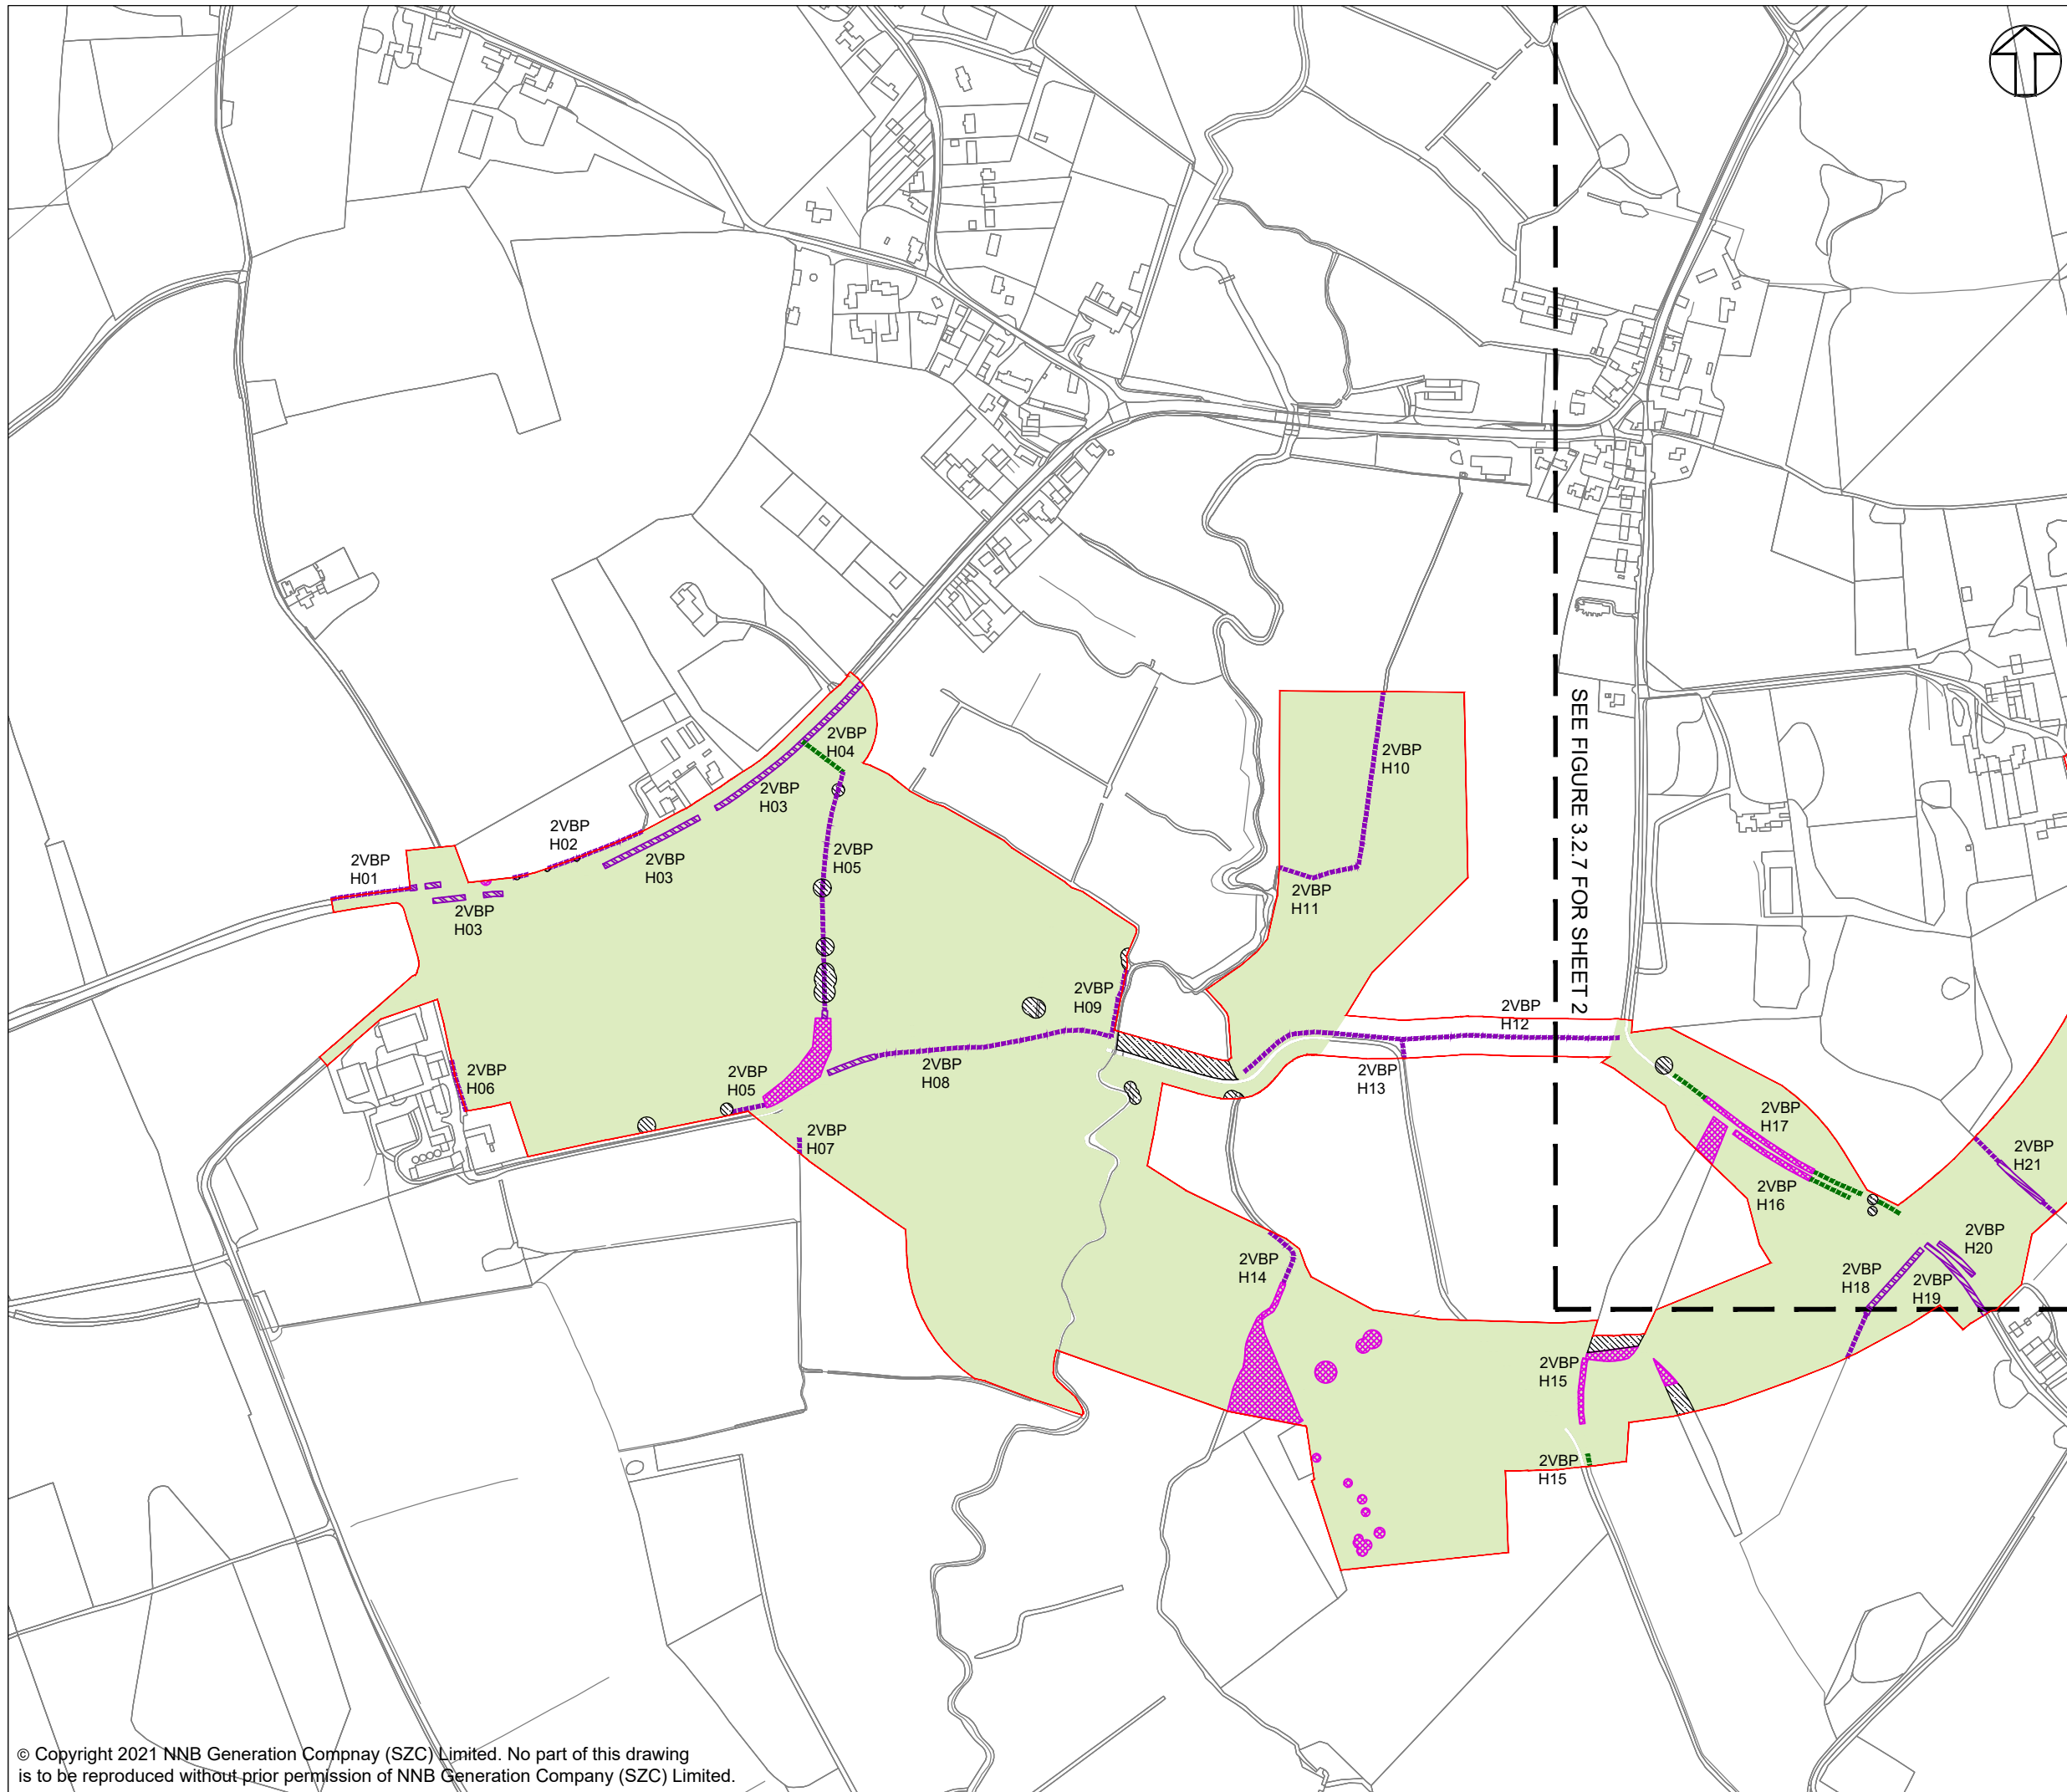 SEE FIGURE 3.2.7 FOR SHEET 2
2VBP
H04
2VBP
H10
2VBP
H03
2VBP
H02
2VBP
H05
2VBP
H01
2VBP
H03
2VBP
H11
2VBP
H03
2VBP
H09
2VBP
H12
2VBP
H06
2VBP
H05
2VBP
H08
2VBP
H13
2VBP
H17
2VBP
H07
2VBP
H21
2VBP
H16
2VBP
H20
2VBP
H14
2VBP
H18
2VBP
H19
2VBP
H15
2VBP
H15
© Copyright 2021 NNB Generation Compnay (SZC) Limited. No part of this drawing
is to be reproduced without prior permission of NNB Generation Company (SZC) Limited.